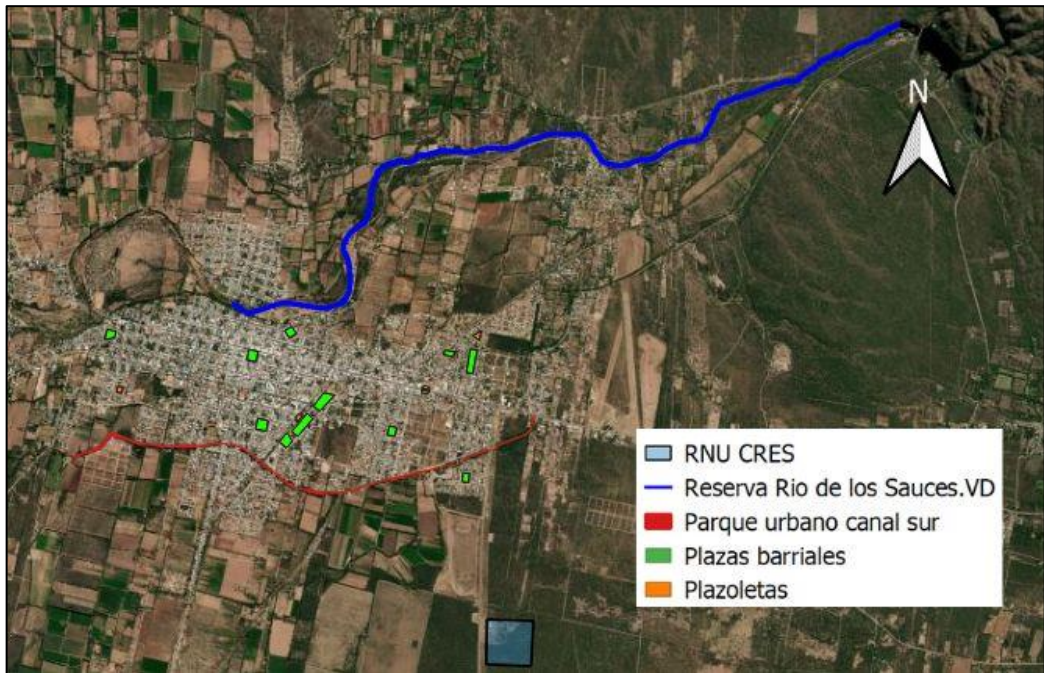 N
RNU CRES
Reserva Rio de los Sauces.VD
Parque urbano canal sur
Plazas barriales
Plazoletas